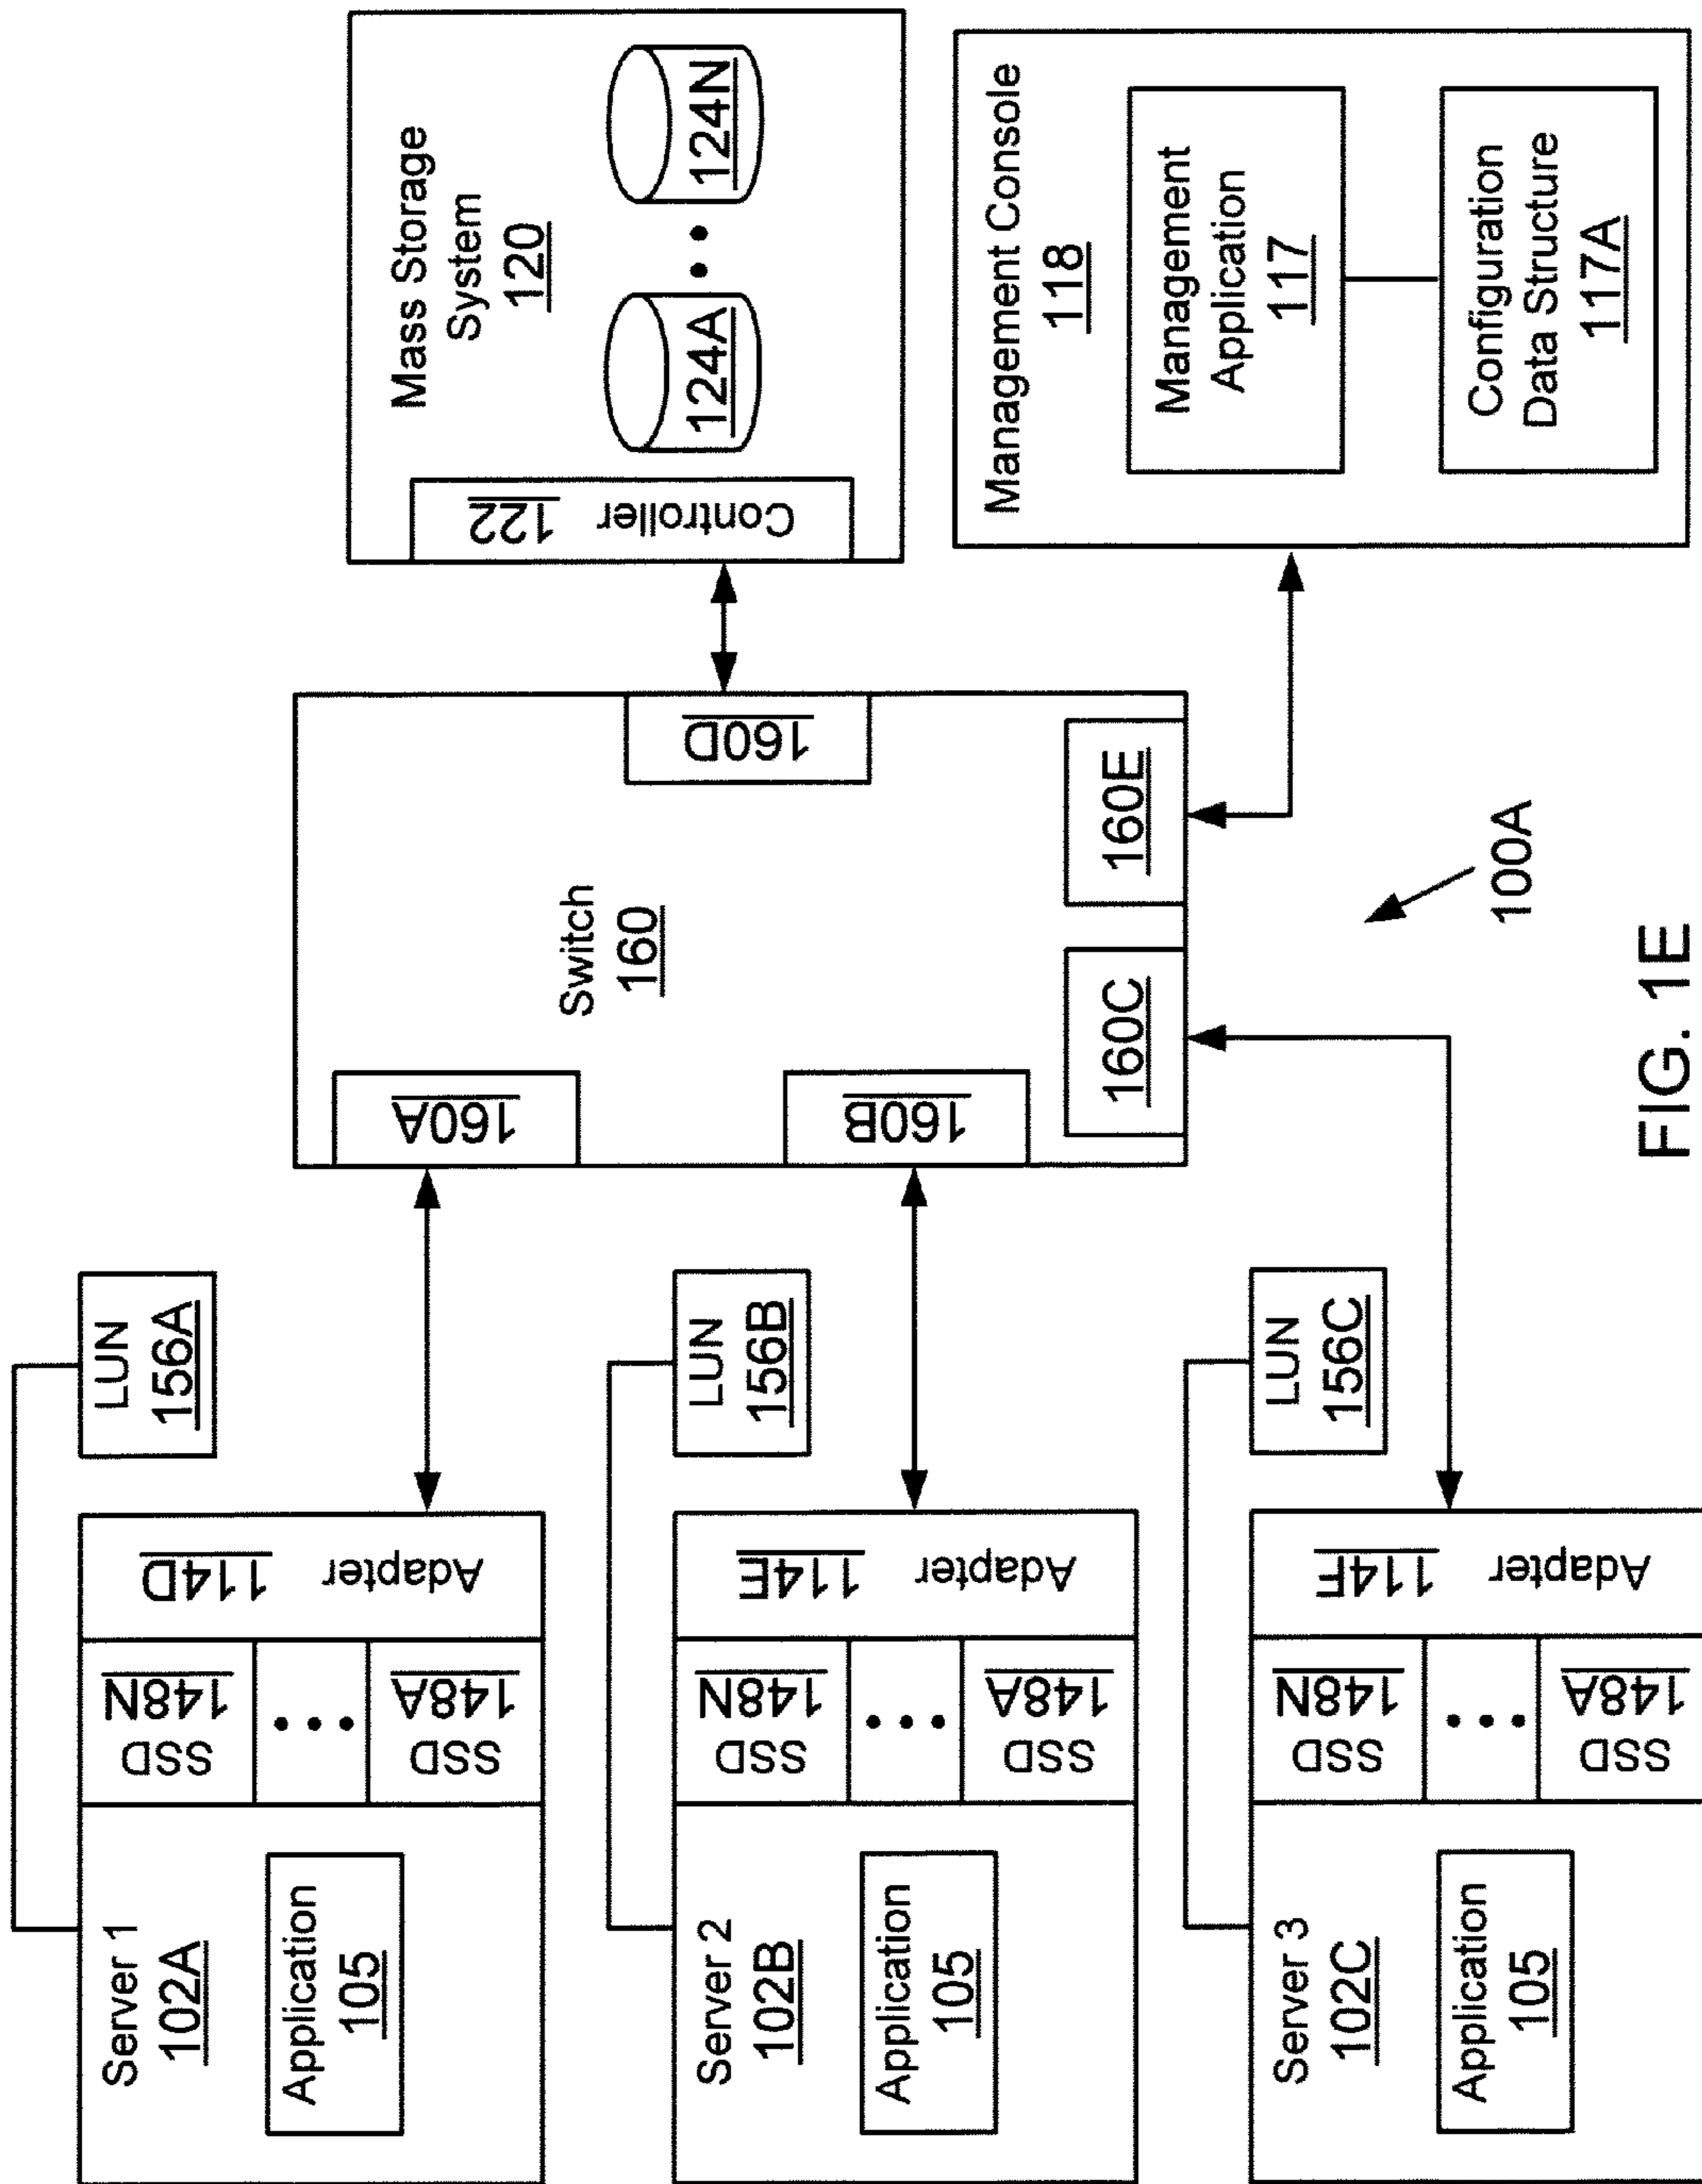 Server 1
102A
Application
105
SSD
148N
SSD
148A
Adapter
114D
LUN
156A
Server 2
102B
Application
105
SSD
148N
SSD
148A
Adapter
114E
LUN
156B
Server 3
102C
Application
105
SSD
148N
SSD
148A
Adapter
114F
LUN
156C
Switch
160
160A
160B
160C
160D
160E
Mass Storage
System
120
Controller 122
124A
124N
Management Console
118
Management
Application
117
Configuration
Data Structure
117A
100A
FIG. 1E